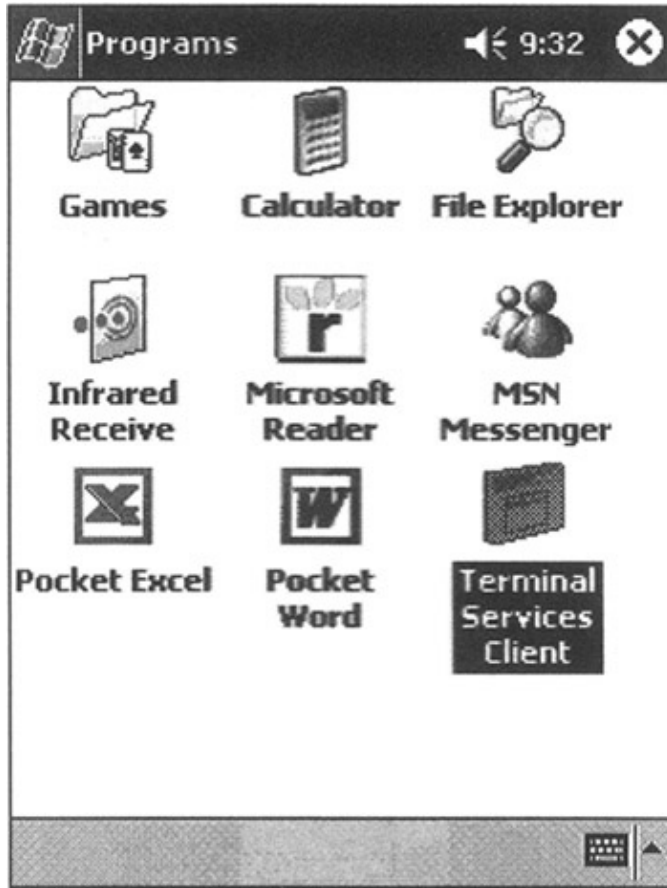 Programs 9:32
Games Calculator File Explorer
Infrared Receive
Microsoft Reader
MSN Messenger
Pocket Excel
Pocket Word
Terminal Services Client